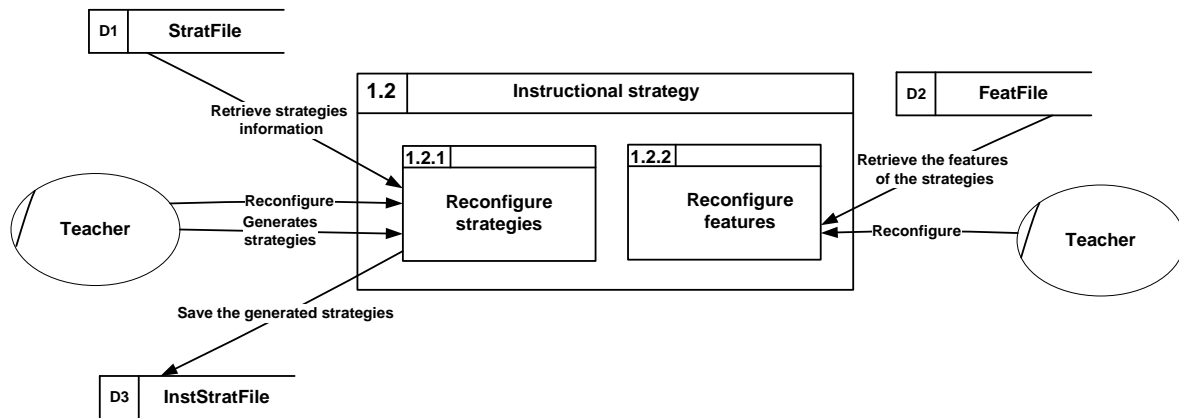 D1 StratFile
1.2 Instructional strategy
D2 FeatFile
Retrieve strategies
information
1.2.1
Reconfigure
strategies
1.2.2
Reconfigure
features
Retrieve the features
of the strategies
Teacher
Reconfigure
Generates
strategies
Reconfigure
Teacher
Save the generated strategies
D3 InstStratFile